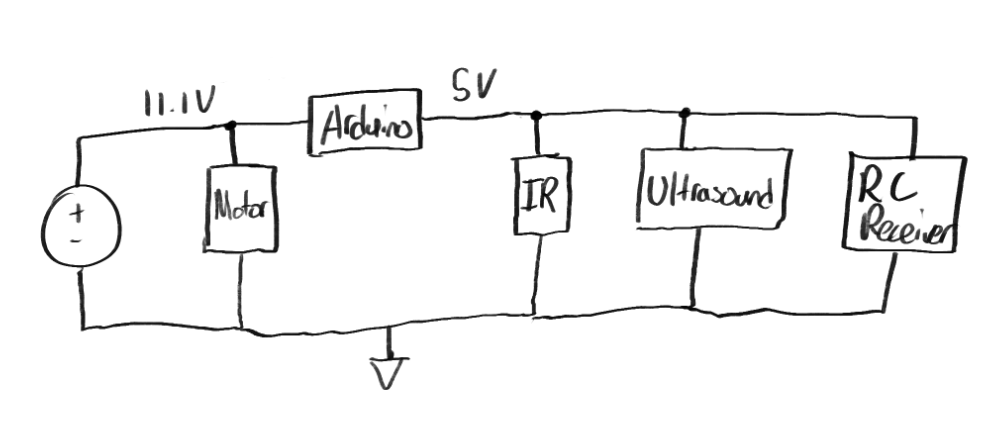 11.1V
5V
Arduino
Motor
IR
Ultrasound
RC
Receiver
+
-